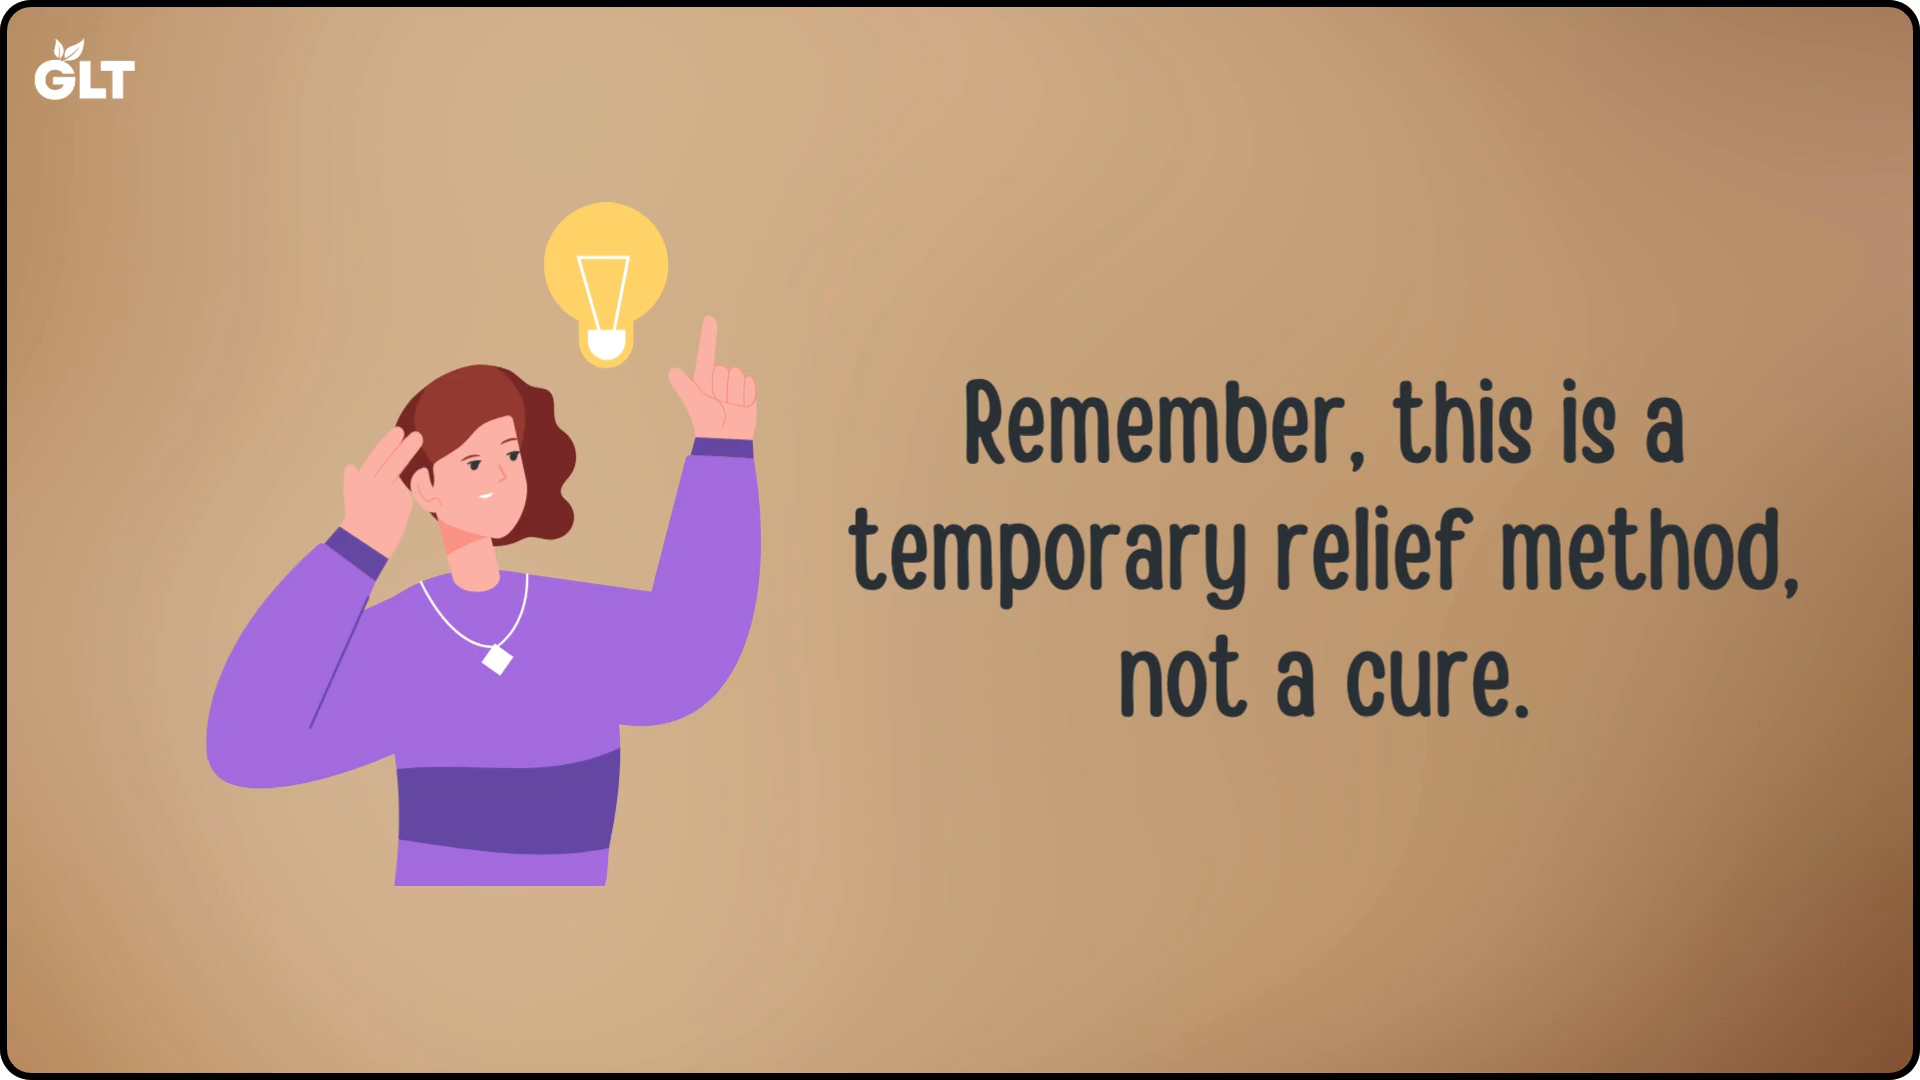 GLT
Remember, this is a
temporary relief method,
not a cure.